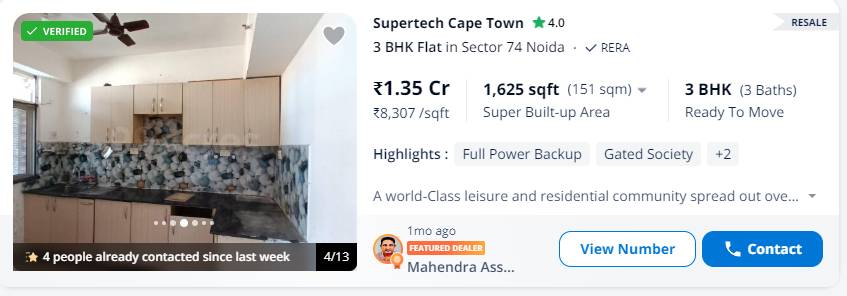 VERIFIED
4 people already contacted since last week
4/13
Supertech Cape Town 4.0
RESALE
3 BHK Flat in Sector 74 Noida · RERA
₹1.35 Cr
₹8,307 /sqft
1,625 sqft (151 sqm)
Super Built-up Area
3 BHK (3 Baths)
Ready To Move
Highlights : Full Power Backup Gated Society +2
A world-Class leisure and residential community spread out ove...
1mo ago
FEATURED DEALER
Mahendra Ass...
View Number
Contact